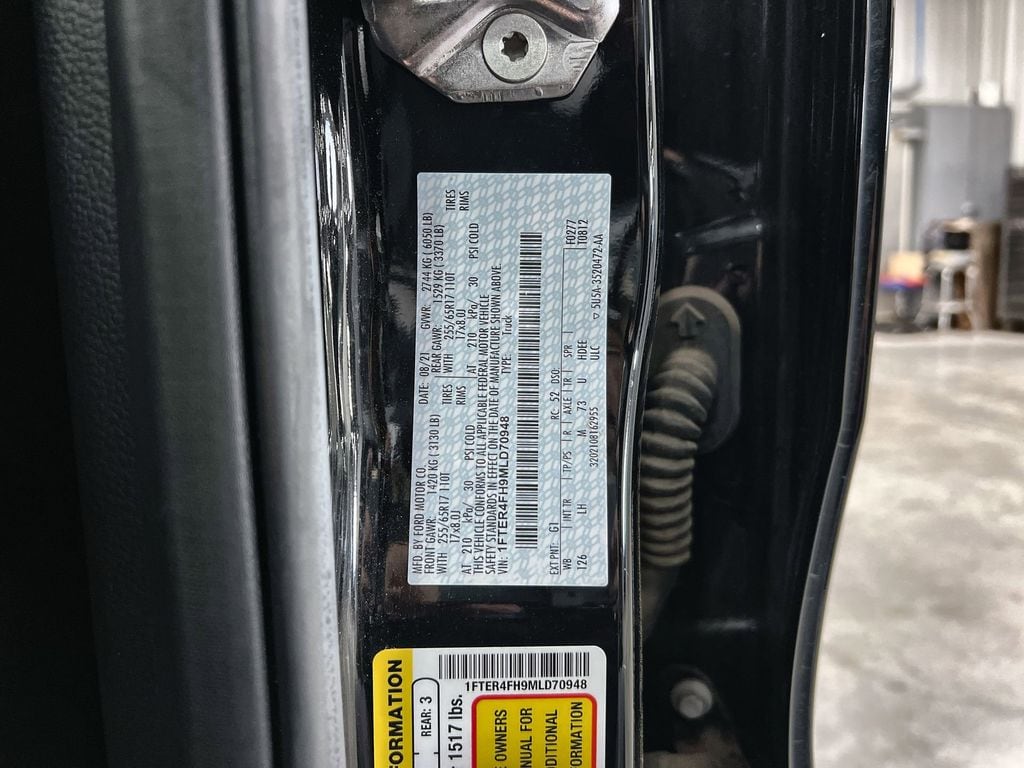 MFD. BY FORD MOTOR CO.
DATE: 08/21 GVWR: 2744 KG ( 6050 LB)
FRONT GAWR: 1420 KG ( 3130 LB) REAR GAWR: 1529 KG ( 3370 LB)
WITH 255/65R17 110T TIRES WITH 255/65R17 110T TIRES
17x8.0J RIMS 17x8.0J RIMS
AT 210 kPa/ 30 PSI COLD AT 210 kPa/ 30 PSI COLD
THIS VEHICLE CONFORMS TO ALL APPLICABLE FEDERAL MOTOR VEHICLE
SAFETY STANDARDS IN EFFECT ON THE DATE OF MANUFACTURE SHOWN ABOVE.
VIN: 1FTER4FH9MLD70948 TYPE: Truck
EXT PNT: G1 RC: 52 DSO: F0277
WB INT TR TP/PS R AXLE TR SPR T0812
126 LH M 73 U HDEE
ULC
3202108162955
5U5A-3520472-AA
1FTER4FH9MLD70948
FORMATION
REAR: 3
1517 lbs.
OWNERS
NUAL FOR
DITIONAL
FORMATION